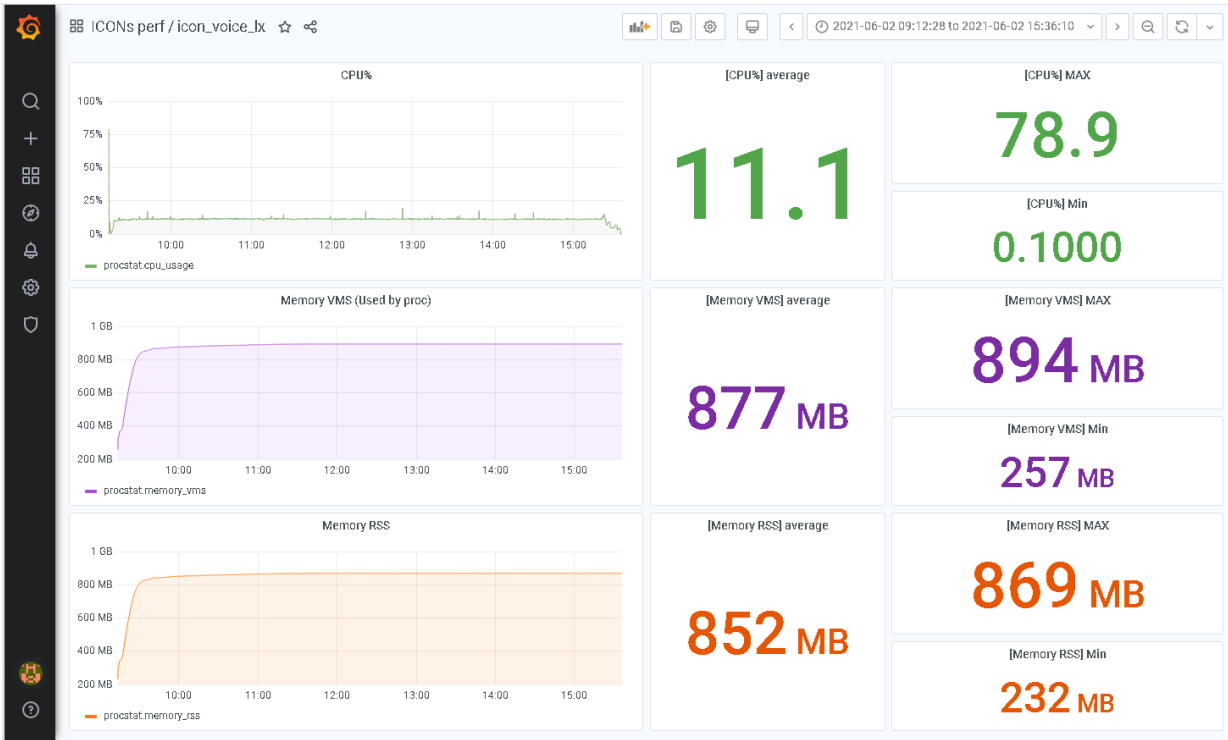 ICONs perf / icon_voice_lx
2021-06-02 09:12:28 to 2021-06-02 15:36:10
CPU%
100%
75%
50%
25%
0%
10:00 11:00 12:00 13:00 14:00 15:00
procstat.cpu_usage
[CPU%] average
11.1
[CPU%] MAX
78.9
[CPU%] Min
0.1000
Memory VMS (Used by proc)
1 GB
800 MB
600 MB
400 MB
200 MB
10:00 11:00 12:00 13:00 14:00 15:00
procstat.memory_vms
[Memory VMS] average
877 MB
[Memory VMS] MAX
894 MB
[Memory VMS] Min
257 MB
Memory RSS
1 GB
800 MB
600 MB
400 MB
200 MB
10:00 11:00 12:00 13:00 14:00 15:00
procstat.memory_rss
[Memory RSS] average
852 MB
[Memory RSS] MAX
869 MB
[Memory RSS] Min
232 MB